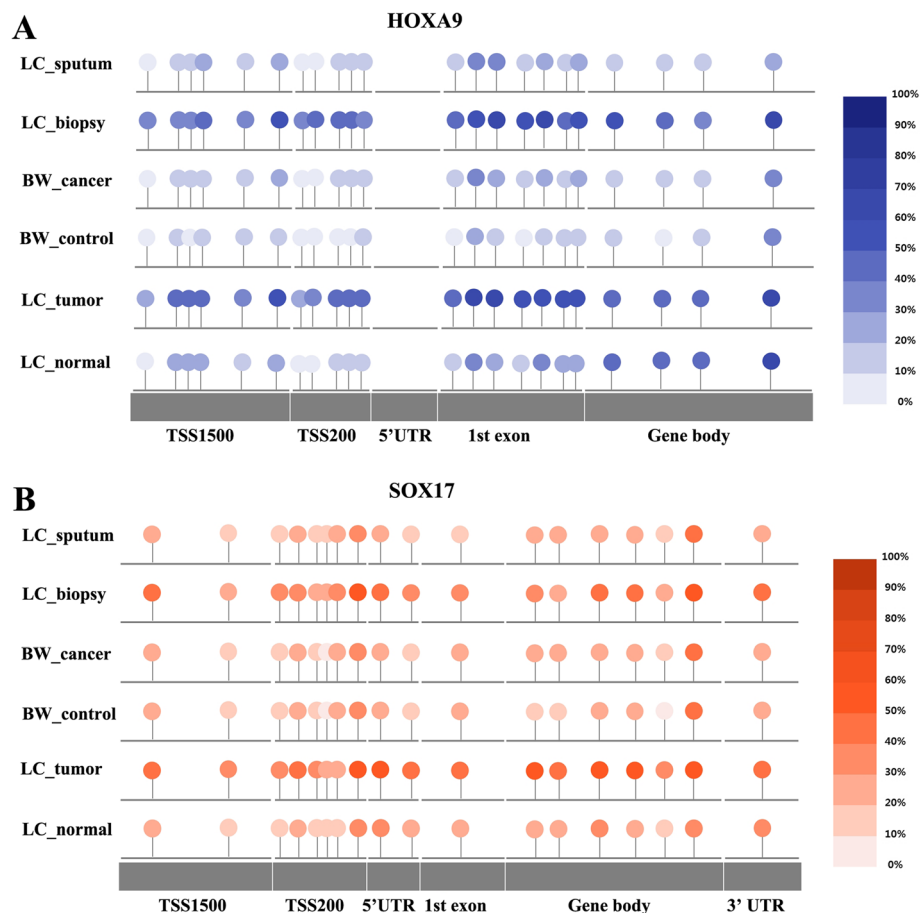 A
HOXA9
LC_sputum
LC_biopsy
BW_cancer
BW_control
LC_tumor
LC_normal
TSS1500 TSS200 5'UTR 1st exon Gene body
100%
90%
80%
70%
60%
50%
40%
30%
20%
10%
0%
B
SOX17
LC_sputum
LC_biopsy
BW_cancer
BW_control
LC_tumor
LC_normal
TSS1500 TSS200 5'UTR 1st exon Gene body 3' UTR
100%
90%
80%
70%
60%
50%
40%
30%
20%
10%
0%